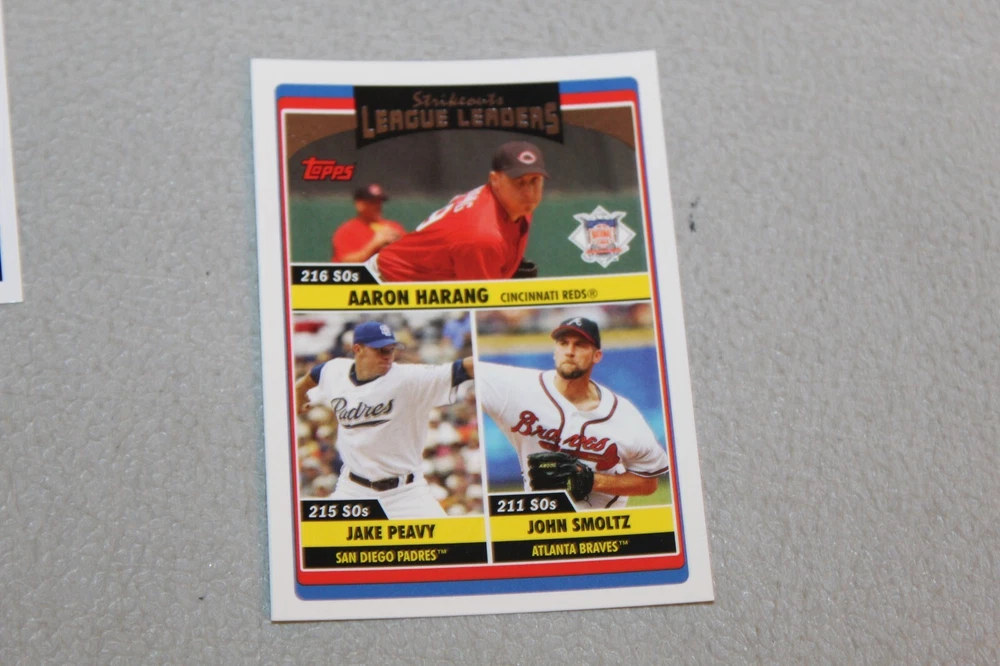 Strikeouts
LEAGUE LEADERS
Topps
216 SOs
AARON HARANG CINCINNATI REDS®
Padres
Braves
215 SOs
211 SOs
JAKE PEAVY
JOHN SMOLTZ
SAN DIEGO PADRES™
ATLANTA BRAVES™